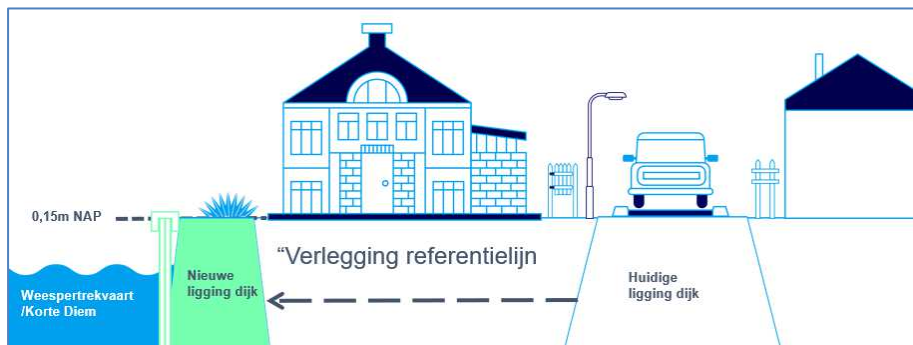 0,15m NAP
“Verlegging referentielijn
Nieuwe
ligging dijk
Huidige
ligging dijk
Weespertrekvaart
/Korte Diem